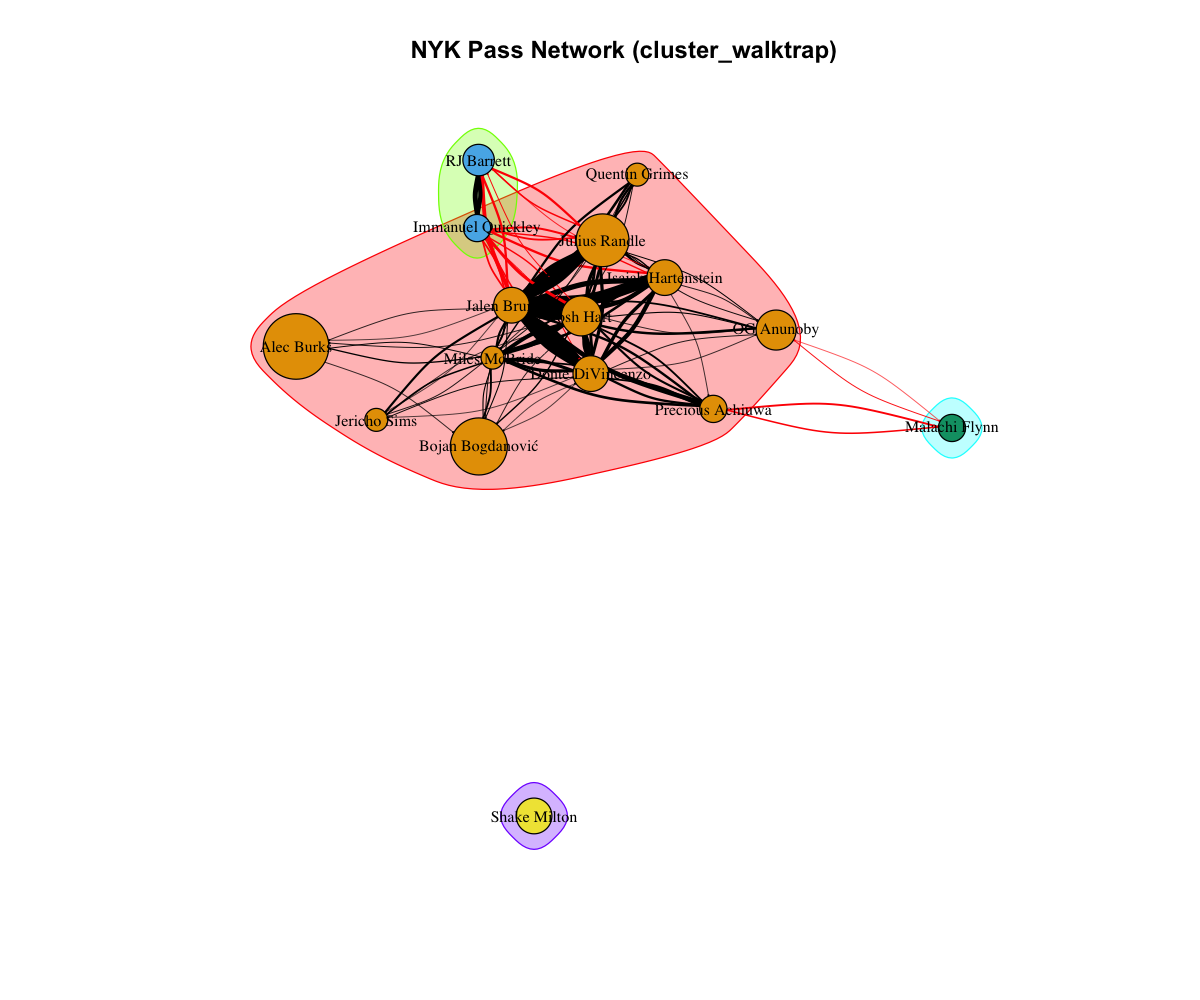 NYK Pass Network (cluster_walktrap)
RJ Barrett
Quentin Grimes
Immanuel Quickley
Julius Randle
Isaiah Hartenstein
Jalen Brun
Josh Hart
OG Anunoby
Alec Burks
Miles McBride
Donte DiVincenzo
Precious Achiuwa
Jericho Sims
Malachi Flynn
Bojan Bogdanović
Shake Milton